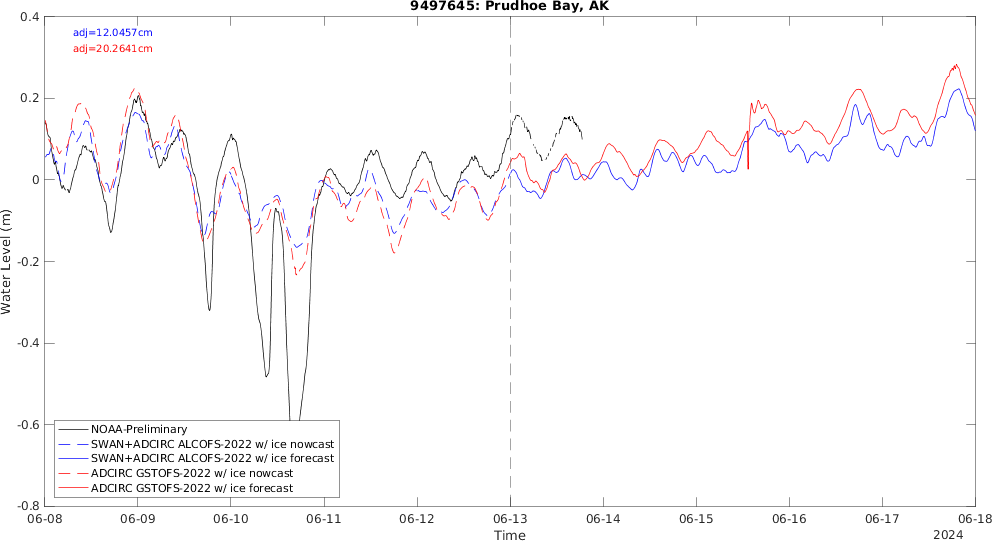 9497645: Prudhoe Bay, AK
adj=12.0457cm
adj=20.2641cm
0.4
0.2
0
-0.2
-0.4
-0.6
-0.8
Water Level (m)
NOAA-Preliminary
SWAN+ADCIRC ALCOFS-2022 w/ ice nowcast
SWAN+ADCIRC ALCOFS-2022 w/ ice forecast
ADCIRC GSTOFS-2022 w/ ice nowcast
ADCIRC GSTOFS-2022 w/ ice forecast
06-08 06-09 06-10 06-11 06-12 06-13 06-14 06-15 06-16 06-17 06-18
Time
2024